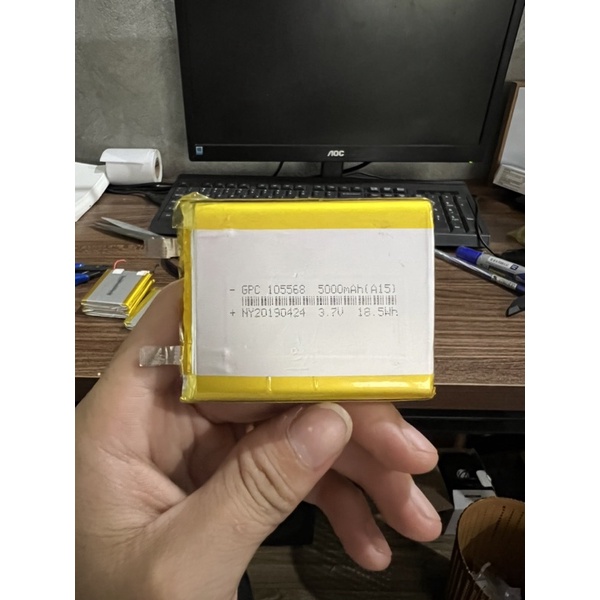 AOC
- GPC 105568 5000mAh(A15)
+ NY20190424 3.7V 18.5Wh